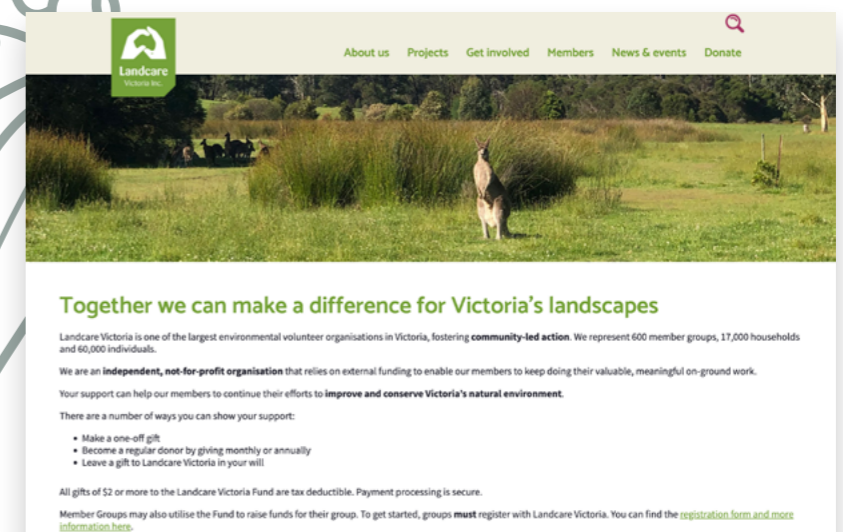 Landcare
Victoria Inc.
About us Projects Get involved Members News & events Donate
Together we can make a difference for Victoria's landscapes
Landcare Victoria is one of the largest environmental volunteer organisations in Victoria, fostering community-led action. We represent 600 member groups, 17,000 households
and 60,000 individuals.
We are an independent, not-for-profit organisation that relies on external funding to enable our members to keep doing their valuable, meaningful on-ground work.
Your support can help our members to continue their efforts to improve and conserve Victoria's natural environment.
There are a number of ways you can show your support:
• Make a one-off gift
• Become a regular donor by giving monthly or annually
• Leave a gift to Landcare Victoria in your will
All gifts of $2 or more to the Landcare Victoria Fund are tax deductible. Payment processing is secure.
Member Groups may also utilise the Fund to raise funds for their group. To get started, groups must register with Landcare Victoria. You can find the registration form and more
information here.